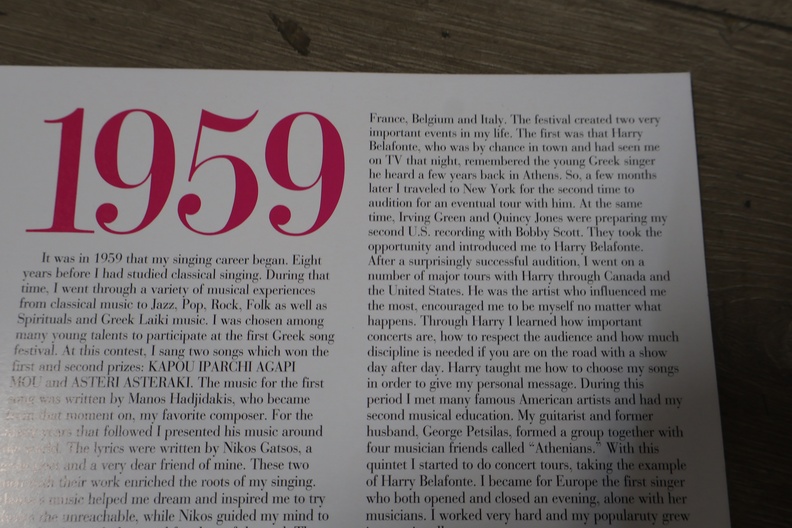 1959
It was in 1959 that my singing career began. Eight
years before I had studied classical singing. During that
time, I went through a variety of musical experiences
from classical music to Jazz, Pop, Rock, Folk as well as
Spirituals and Greek Laiki music. I was chosen among
many young talents to participate at the first Greek song
festival. At this contest, I sang two songs which won the
first and second prizes: KAPOU IPARCHI AGAPI
MOU and ASTERI ASTERAKI. The music for the first
song was written by Manos Hadjidakis, who became
that moment on, my favorite composer. For the
years that followed I presented his music around
The lyrics were written by Nikos Gatsos, a
and a very dear friend of mine. These two
their work enriched the roots of my singing.
music helped me dream and inspired me to try
the unreachable, while Nikos guided my mind to
France, Belgium and Italy. The festival created two very
important events in my life. The first was that Harry
Belafonte, who was by chance in town and had seen me
on TV that night, remembered the young Greek singer
he heard a few years back in Athens. So, a few months
later I traveled to New York for the second time to
audition for an eventual tour with him. At the same
time, Irving Green and Quincy Jones were preparing my
second U.S. recording with Bobby Scott. They took the
opportunity and introduced me to Harry Belafonte.
After a surprisingly successful audition, I went on a
number of major tours with Harry through Canada and
the United States. He was the artist who influenced me
the most, encouraged me to be myself no matter what
happens. Through Harry I learned how important
concerts are, how to respect the audience and how much
discipline is needed if you are on the road with a show
day after day. Harry taught me how to choose my songs
in order to give my personal message. During this
period I met many famous American artists and had my
second musical education. My guitarist and former
husband, George Petsilas, formed a group together with
four musician friends called “Athenians.” With this
quintet I started to do concert tours, taking the example
of Harry Belafonte. I became for Europe the first singer
who both opened and closed an evening, alone with her
musicians. I worked very hard and my popularuty grew